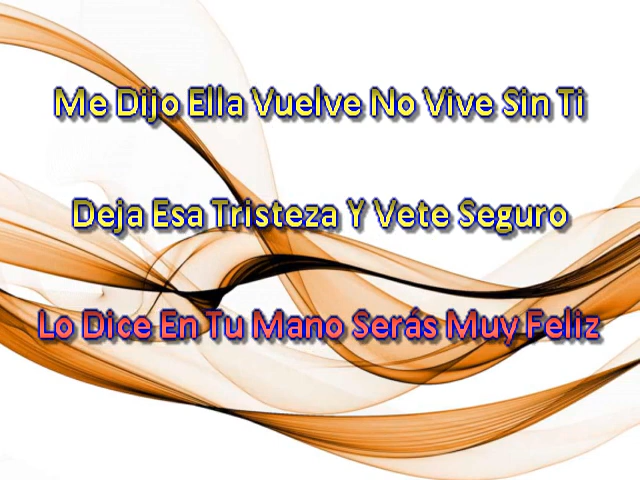 Me Dijo Ella Vuelve No Vive Sin Ti
Deja Esa Tristeza Y Vete Seguro
Lo Dice En Tu Mano Serás Muy Feliz